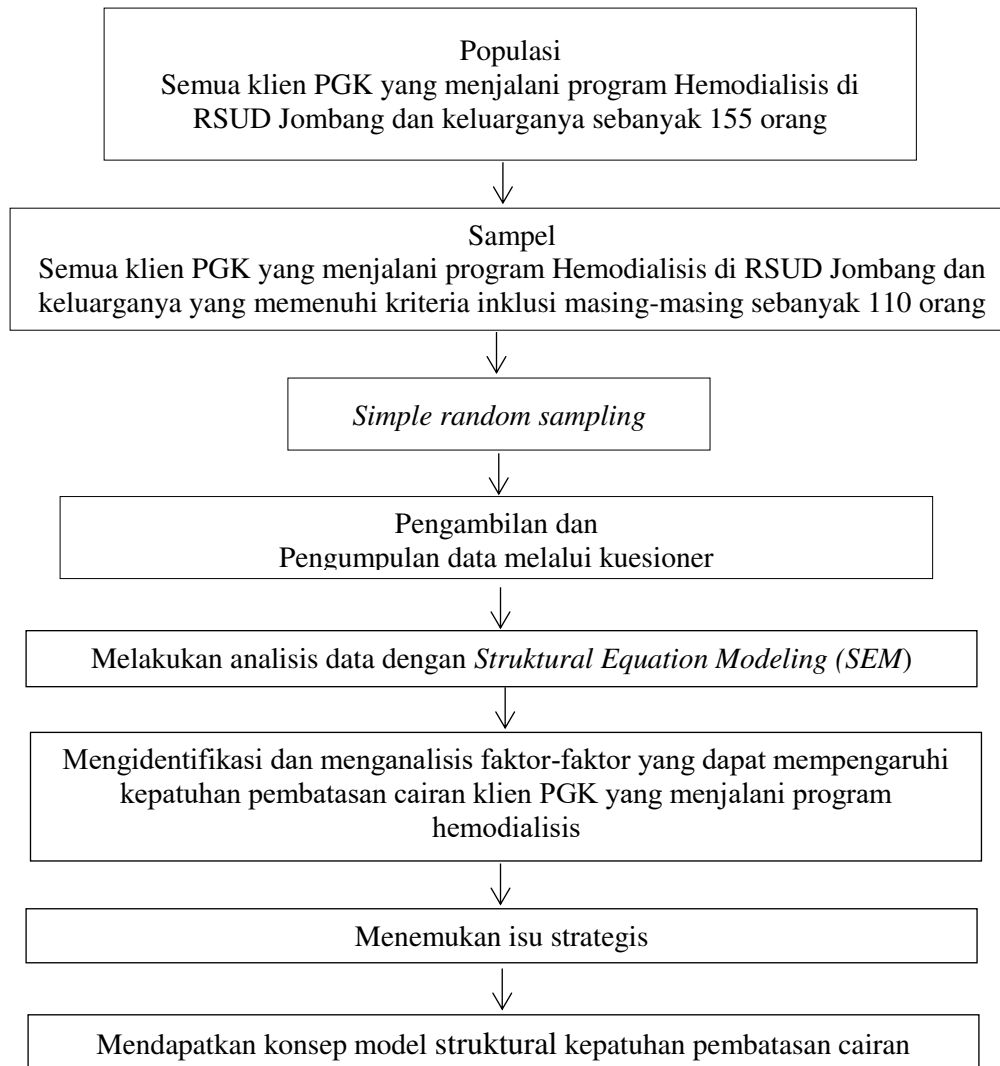 Populasi
Semua klien PGK yang menjalani program Hemodialisis di
RSUD Jombang dan keluarganya sebanyak 155 orang
Sampel
Semua klien PGK yang menjalani program Hemodialisis di RSUD Jombang dan
keluarganya yang memenuhi kriteria inklusi masing-masing sebanyak 110 orang
Simple random sampling
Pengambilan dan
Pengumpulan data melalui kuesioner
Melakukan analisis data dengan Struktural Equation Modeling (SEM)
Mengidentifikasi dan menganalisis faktor-faktor yang dapat mempengaruhi
kepatuhan pembatasan cairan klien PGK yang menjalani program
hemodialisis
Menemukan isu strategis
Mendapatkan konsep model struktural kepatuhan pembatasan cairan